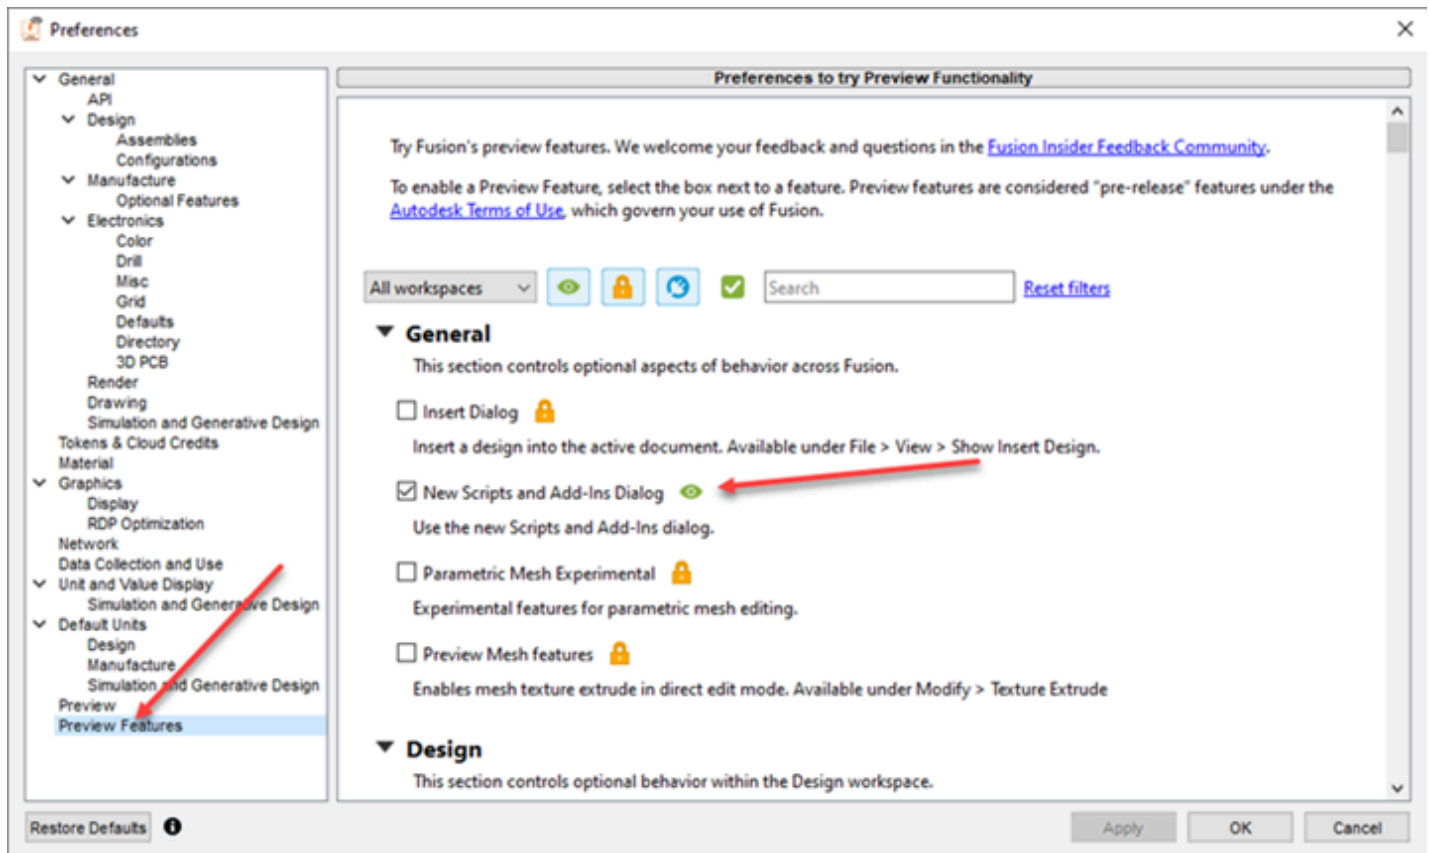 Preferences
General
API
Design
Assemblies
Configurations
Manufacture
Optional Features
Electronics
Color
Drill
Misc
Grid
Defaults
Directory
3D PCB
Render
Drawing
Simulation and Generative Design
Tokens & Cloud Credits
Material
Graphics
Display
RDP Optimization
Network
Data Collection and Use
Unit and Value Display
Simulation and Generative Design
Default Units
Design
Manufacture
Simulation and Generative Design
Preview
Preview Features
Preferences to try Preview Functionality
Try Fusion's preview features. We welcome your feedback and questions in the Fusion Insider Feedback Community.
To enable a Preview Feature, select the box next to a feature. Preview features are considered "pre-release" features under the
Autodesk Terms of Use, which govern your use of Fusion.
All workspaces Search Reset filters
General
This section controls optional aspects of behavior across Fusion.
Insert Dialog
Insert a design into the active document. Available under File > View > Show Insert Design.
New Scripts and Add-Ins Dialog
Use the new Scripts and Add-Ins dialog.
Parametric Mesh Experimental
Experimental features for parametric mesh editing.
Preview Mesh features
Enables mesh texture extrude in direct edit mode. Available under Modify > Texture Extrude
Design
This section controls optional behavior within the Design workspace.
Restore Defaults Apply OK Cancel